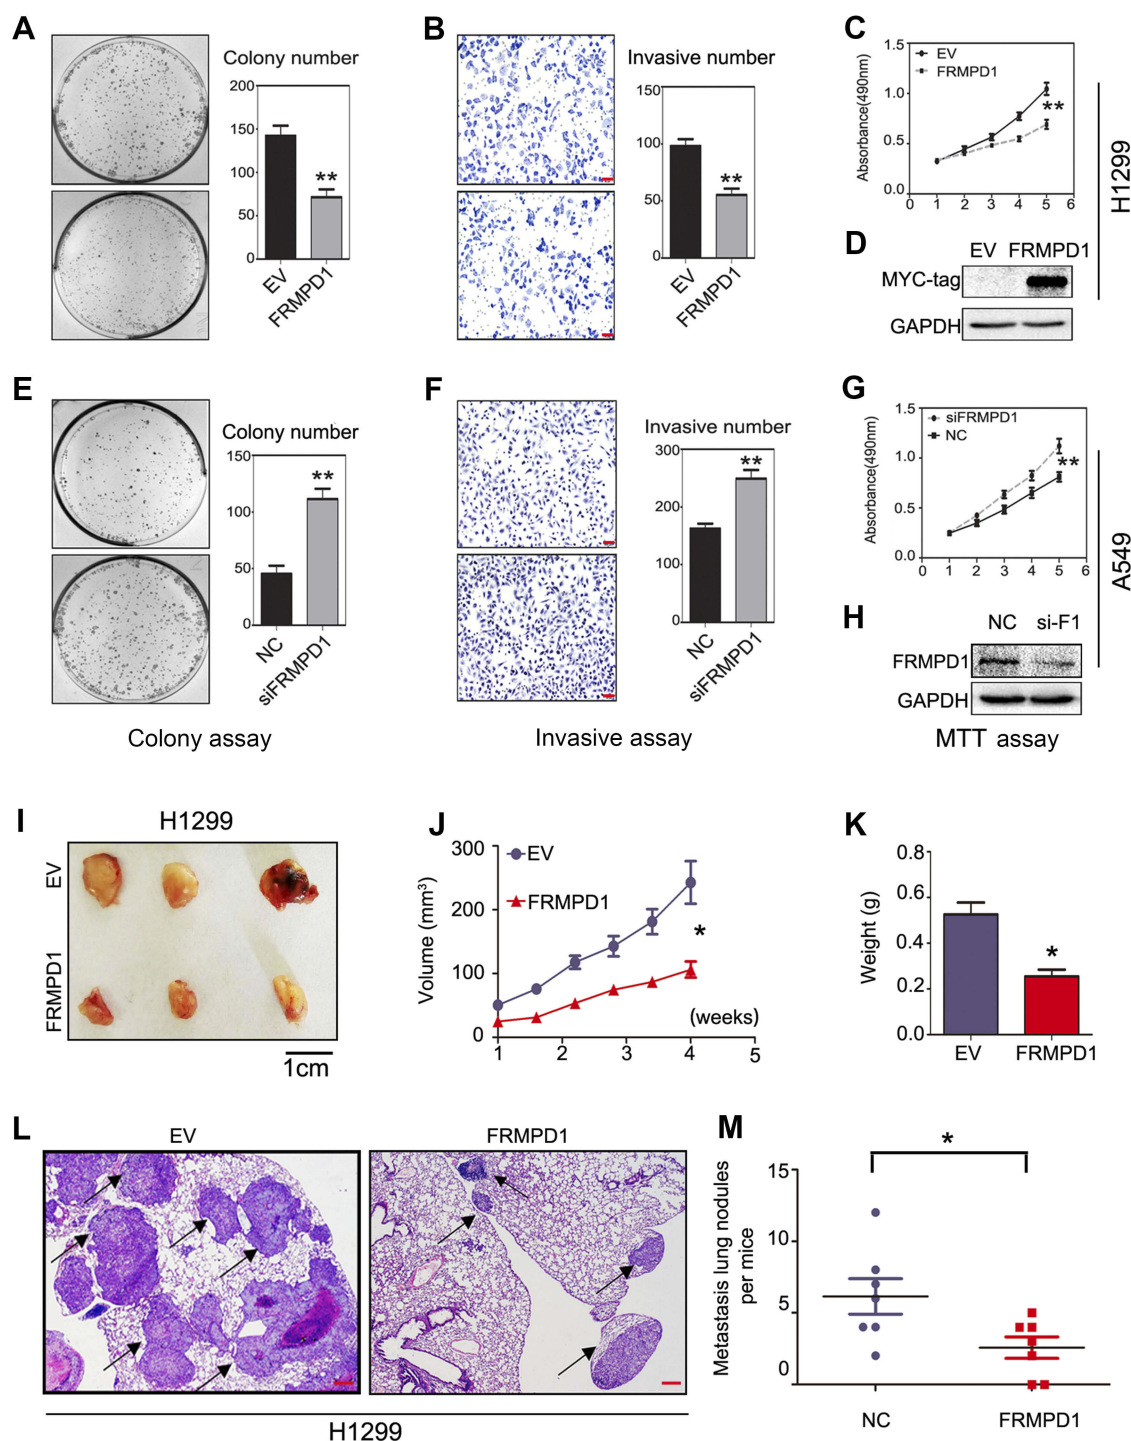 A
Colony number
200
150
100
50
0
**
EV
FRMPD1
B
Invasive number
150
100
50
0
**
EV
FRMPD1
C
Absorbance(490nm)
1.5
1.0
0.5
0.0
EV
FRMPD1
**
0 1 2 3 4 5 6
H1299
D
EV FRMPD1
MYC-tag
GAPDH
E
Colony number
150
100
50
0
**
NC
siFRMPD1
F
Invasive number
300
200
100
0
**
NC
siFRMPD1
G
Absorbance(490nm)
1.5
1.0
0.5
0.0
siFRMPD1
NC
**
0 1 2 3 4 5 6
A549
H
NC si-F1
FRMPD1
GAPDH
Colony assay
Invasive assay
MTT assay
I
H1299
EV
FRMPD1
1cm
J
Volume (mm³)
300
200
100
0
EV
FRMPD1
*
(weeks)
1 2 3 4 5
K
Weight (g)
0.8
0.6
0.4
0.2
0.0
*
EV FRMPD1
L
EV
FRMPD1
H1299
M
Metastasis lung nodules
per mice
15
10
5
0
*
NC FRMPD1